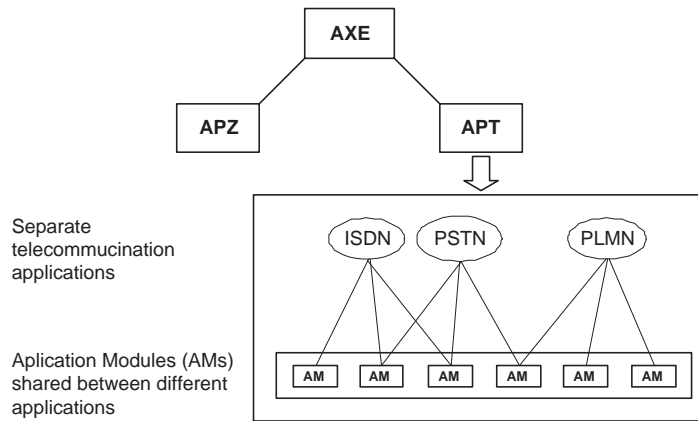 AXE
APZ
APT
Separate
telecommucination
applications
ISDN
PSTN
PLMN
Aplication Modules (AMs)
shared between different
applications
AM
AM
AM
AM
AM
AM